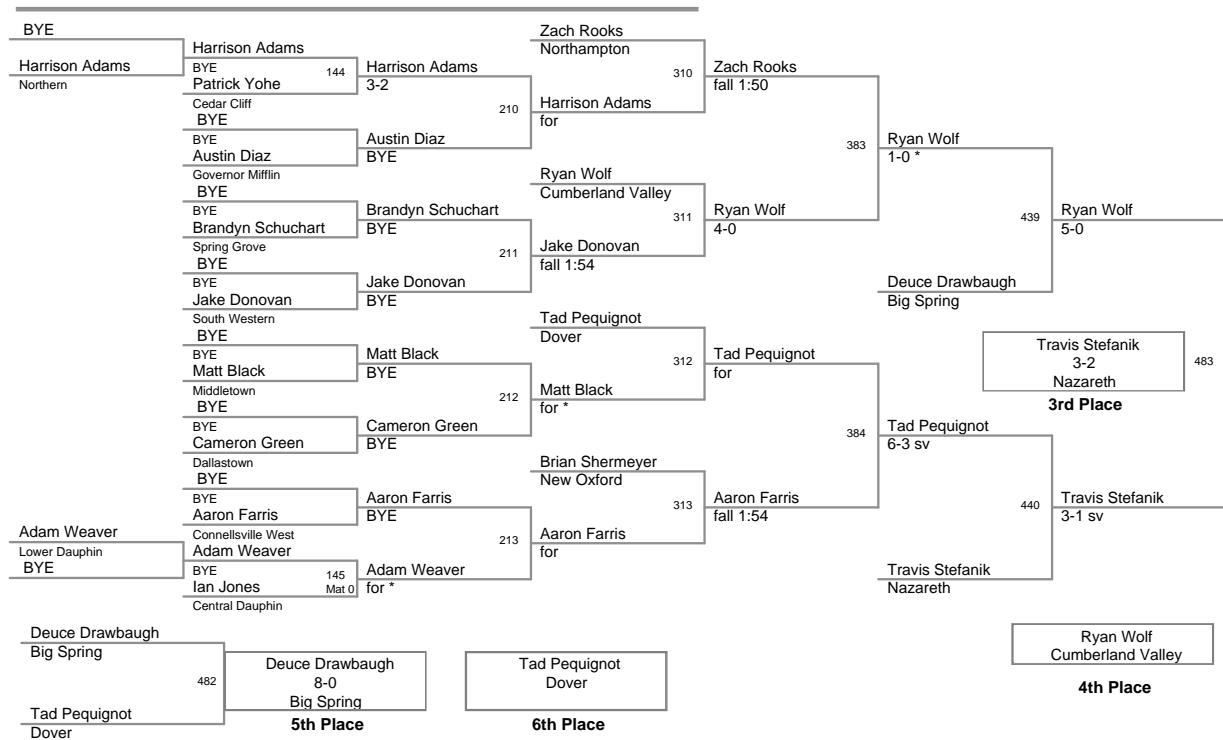 BYE
Harrison Adams
Northern
Adam Weaver
Lower Dauphin
BYE
Harrison Adams
BYE
144
Patrick Yohe
Cedar Cliff
BYE
BYE
Austin Diaz
Governor Mifflin
BYE
BYE
Brandyn Schuchart
Spring Grove
BYE
BYE
Jake Donovan
South Western
BYE
BYE
Matt Black
Middletown
BYE
BYE
Cameron Green
Dallastown
BYE
BYE
Aaron Farris
Connellsville West
Adam Weaver
BYE
145
Ian Jones
Mat 0
Central Dauphin
Harrison Adams
3-2
210
Austin Diaz
BYE
Brandyn Schuchart
BYE
211
Jake Donovan
BYE
Matt Black
BYE
212
Cameron Green
BYE
Aaron Farris
BYE
213
Adam Weaver
for *
Zach Rooks
Northampton
310
Harrison Adams
for
Ryan Wolf
Cumberland Valley
311
Jake Donovan
fall 1:54
Tad Pequignot
Dover
312
Matt Black
for *
Brian Shermeyer
New Oxford
313
Aaron Farris
for
Zach Rooks
fall 1:50
383
Ryan Wolf
4-0
Tad Pequignot
for
384
Aaron Farris
fall 1:54
Ryan Wolf
1-0 *
439
Deuce Drawbaugh
Big Spring
Tad Pequignot
6-3 sv
440
Travis Stefanik
Nazareth
Ryan Wolf
5-0
Travis Stefanik
3-2
Nazareth
483
3rd Place
Travis Stefanik
3-1 sv
Deuce Drawbaugh
Big Spring
482
Tad Pequignot
Dover
Deuce Drawbaugh
8-0
Big Spring
5th Place
Tad Pequignot
Dover
6th Place
Ryan Wolf
Cumberland Valley
4th Place